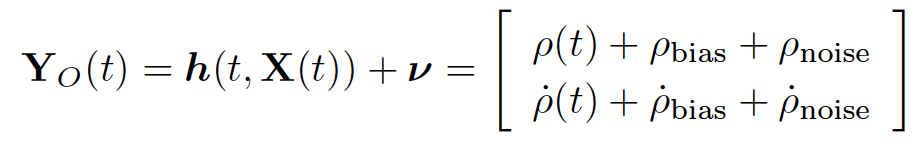 Y_O(t) = h(t, X(t)) + ν = [ ρ(t) + ρ_bias + ρ_noise
ρ̇(t) + ρ̇_bias + ρ̇_noise ]